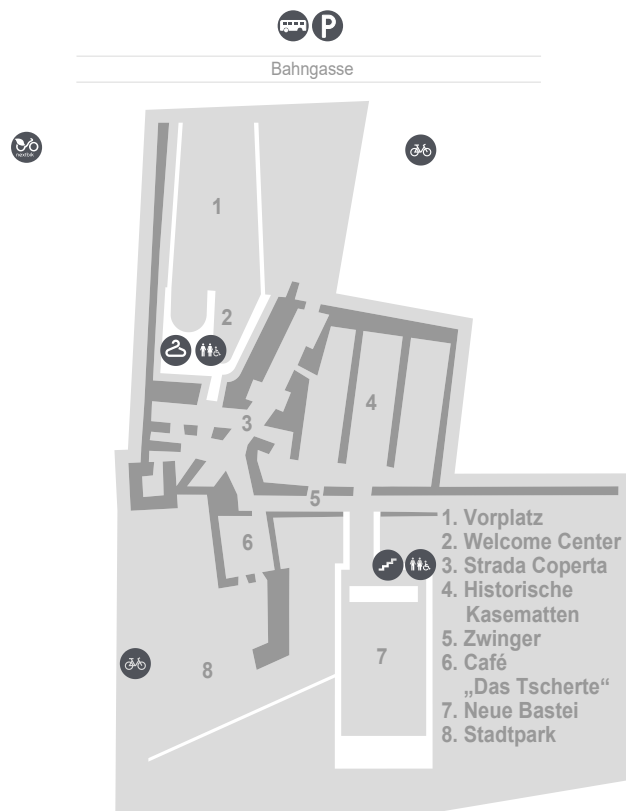 P
Bahngasse
nextbike
1
2
4
3
5
6
7
8
1. Vorplatz
2. Welcome Center
3. Strada Coperta
4. Historische
Kasematten
5. Zwinger
6. Café
„Das Tscherte“
7. Neue Bastei
8. Stadtpark